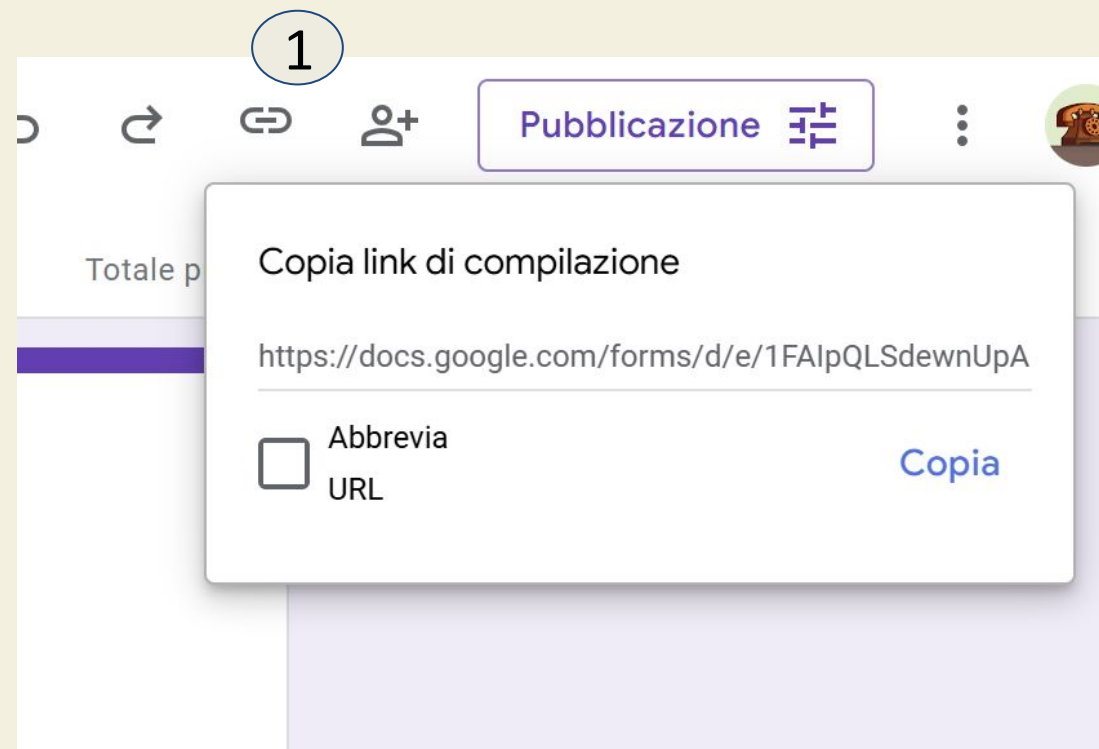 1
Pubblicazione
Totale p
Copia link di compilazione
https://docs.google.com/forms/d/e/1FAIpQLSdewnUpA
Abbrevia
URL
Copia